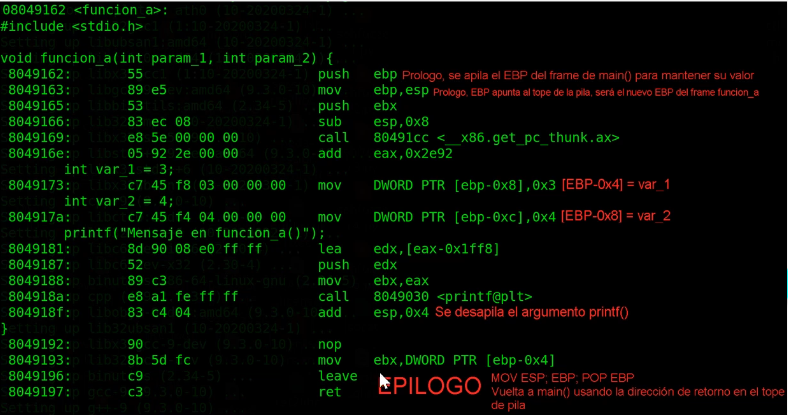 08049162 <funcion_a>:
#include <stdio.h>
void funcion_a(int param_1, int param_2) {
8049162: 55 push ebp Prologo, se apila el EBP del frame de main() para mantener su valor
8049163: 89 e5 mov ebp,esp Prologo. EBP apunta al tope de la pila, será el nuevo EBP del frame funcion_a
8049165: 53 push ebx
8049166: 83 ec 08 sub esp,0x8
8049169: e8 5e 00 00 00 call 80491cc <__x86.get_pc_thunk.ax>
804916e: 05 92 2e 00 00 add eax,0x2e92
int var_1 = 3;
8049173: c7 45 f8 03 00 00 00 mov DWORD PTR [ebp-0x8],0x3 [EBP-0x4] = var_1
int var_2 = 4;
804917a: c7 45 f4 04 00 00 00 mov DWORD PTR [ebp-0xc],0x4 [EBP-0x8] = var_2
printf("Mensaje en funcion_a()");
8049181: 8d 90 08 e0 ff ff lea edx,[eax-0x1ff8]
8049187: 52 push edx
8049188: 89 c3 mov ebx,eax
804918a: e8 a1 fe ff ff call 8049030 <printf@plt>
804918f: 83 c4 04 add esp,0x4 Se desapila el argumento printf()
}
8049192: 90 nop
8049193: 8b 5d fc mov ebx,DWORD PTR [ebp-0x4]
8049196: c9 leave EPILOGO MOV ESP; EBP; POP EBP
8049197: c3 ret Vuelta a main() usando la dirección de retorno en el tope
de pila